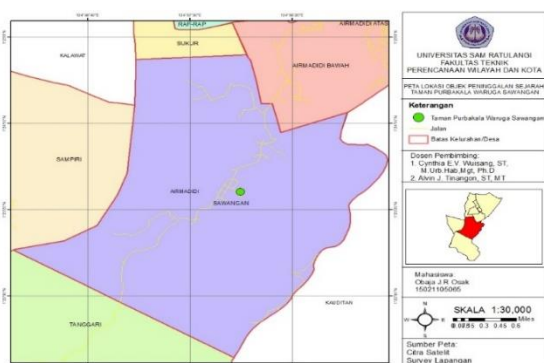 RAP-RAP
SUKUR
AIRMADIDI ATAS
KALAWAT
AIRMADIDI BAWAH
SAMPIRI
AIRMADIDI
SAWANGAN
TANGGARI
KAUDITAN
UNIVERSITAS SAM RATULANGI
FAKULTAS TEKNIK
PERENCANAAN WILAYAH DAN KOTA
PETA LOKASI OBJEK PENINGGALAN SEJARAH
TAMAN PURBAKALA WARUGA SAWANGAN
Keterangan
Taman Purbakala Waruga Sawangan
Jalan
Batas Kelurahan/Desa
Dosen Pembimbing:
1. Cynthia E.V. Wuisang, ST,
M.Urb.Hab,Mgt, Ph.D
2. Alvin J. Tinangon, ST, MT
Mahasiswa:
Obaja J.R Osak
15021105065
N
W
E
S
SKALA 1:30,000
Miles
0.3 0.45 0.6
Sumber Peta:
Citra Satelit
Survey Lapangan